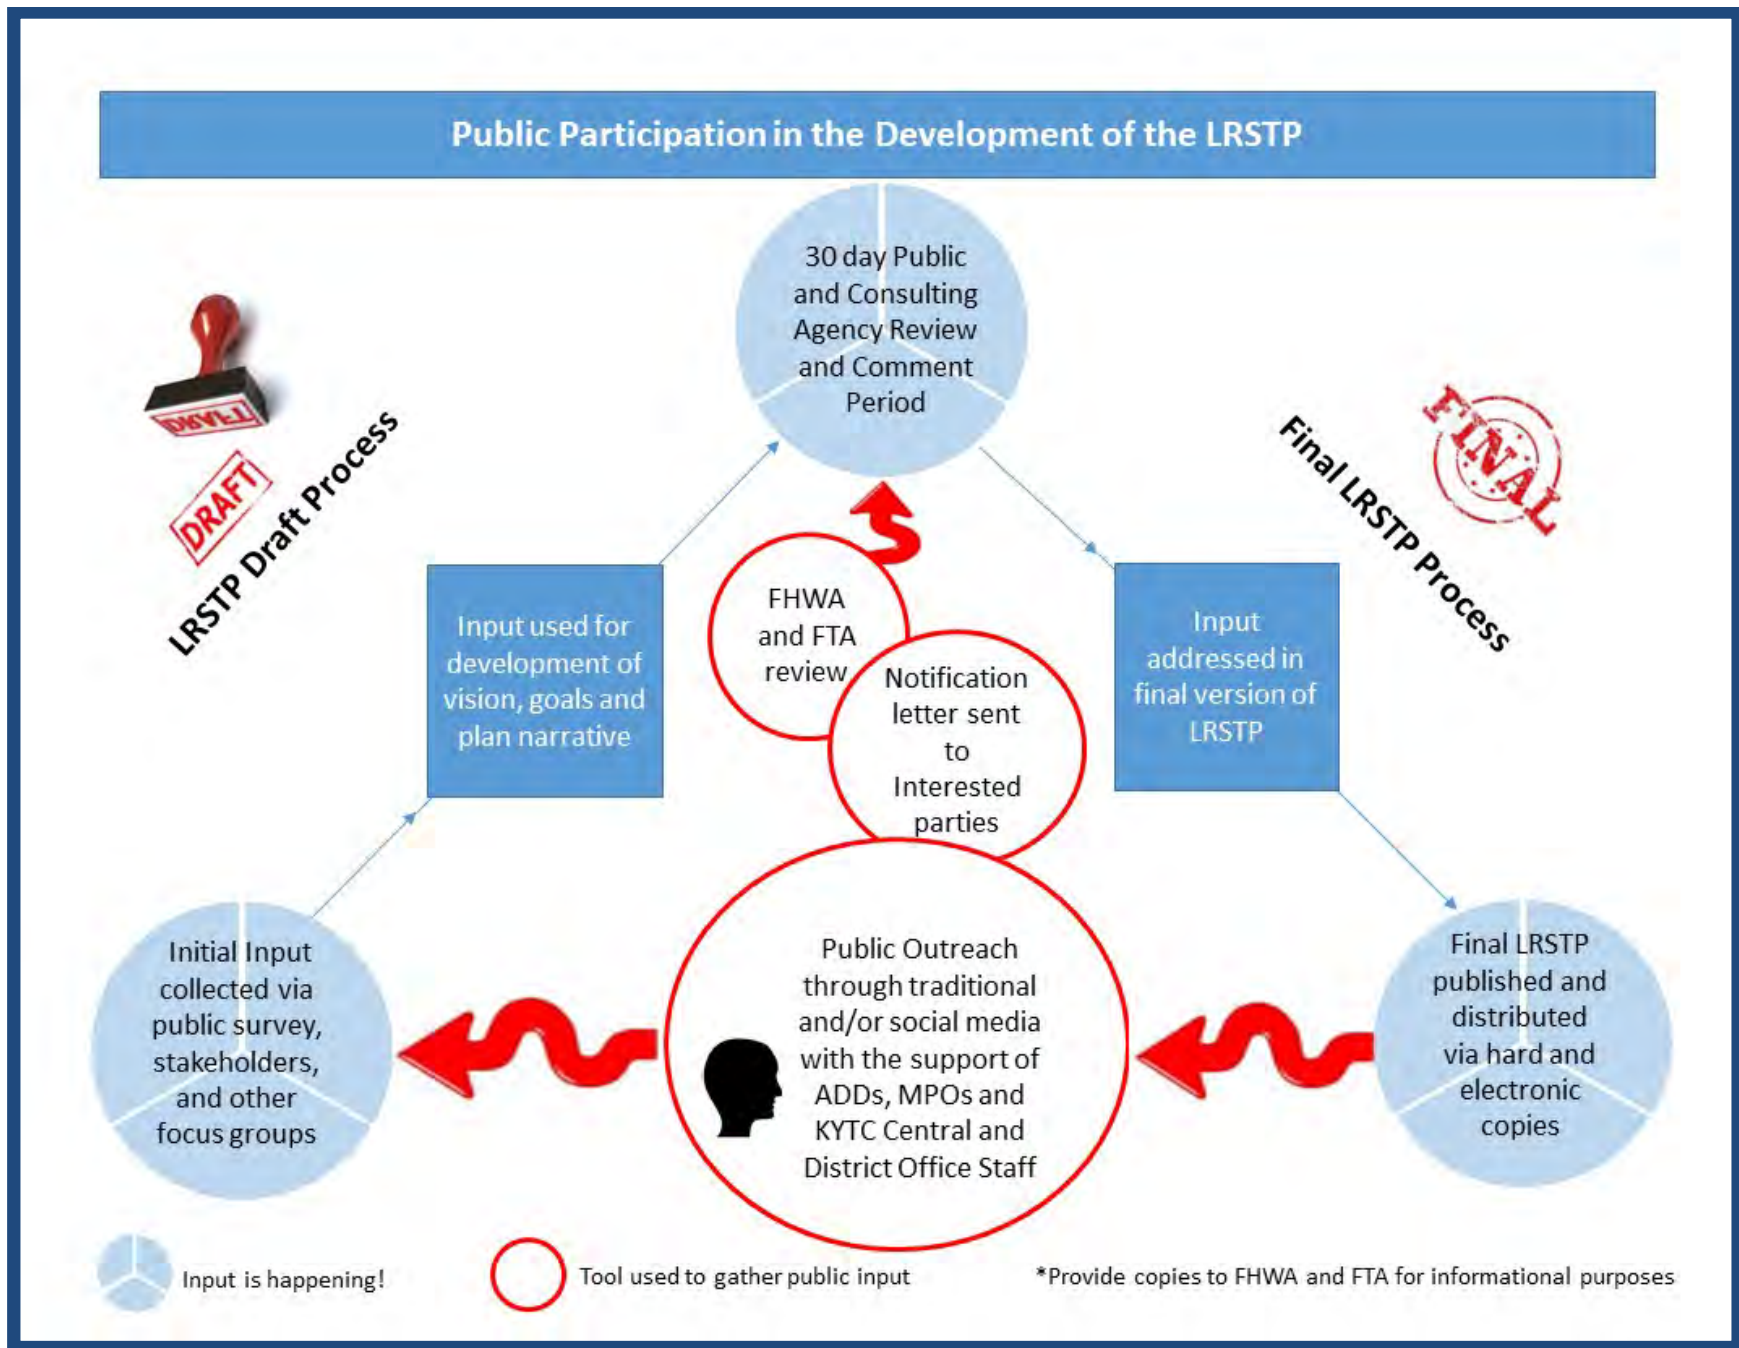 Public Participation in the Development of the LRSTP
30 day Public
and Consulting
Agency Review
and Comment
Period
DRAFT
DRAFT
LRSTP Draft Process
FINAL
Final LRSTP Process
Input used for
development of
vision, goals and
plan narrative
FHWA
and FTA
review
Notification
letter sent
to
Interested
parties
Input
addressed in
final version of
LRSTP
Initial Input
collected via
public survey,
stakeholders,
and other
focus groups
Public Outreach
through traditional
and/or social media
with the support of
ADDs, MPOs and
KYTC Central and
District Office Staff
Final LRSTP
published and
distributed
via hard and
electronic
copies
Input is happening!
Tool used to gather public input
*Provide copies to FHWA and FTA for informational purposes